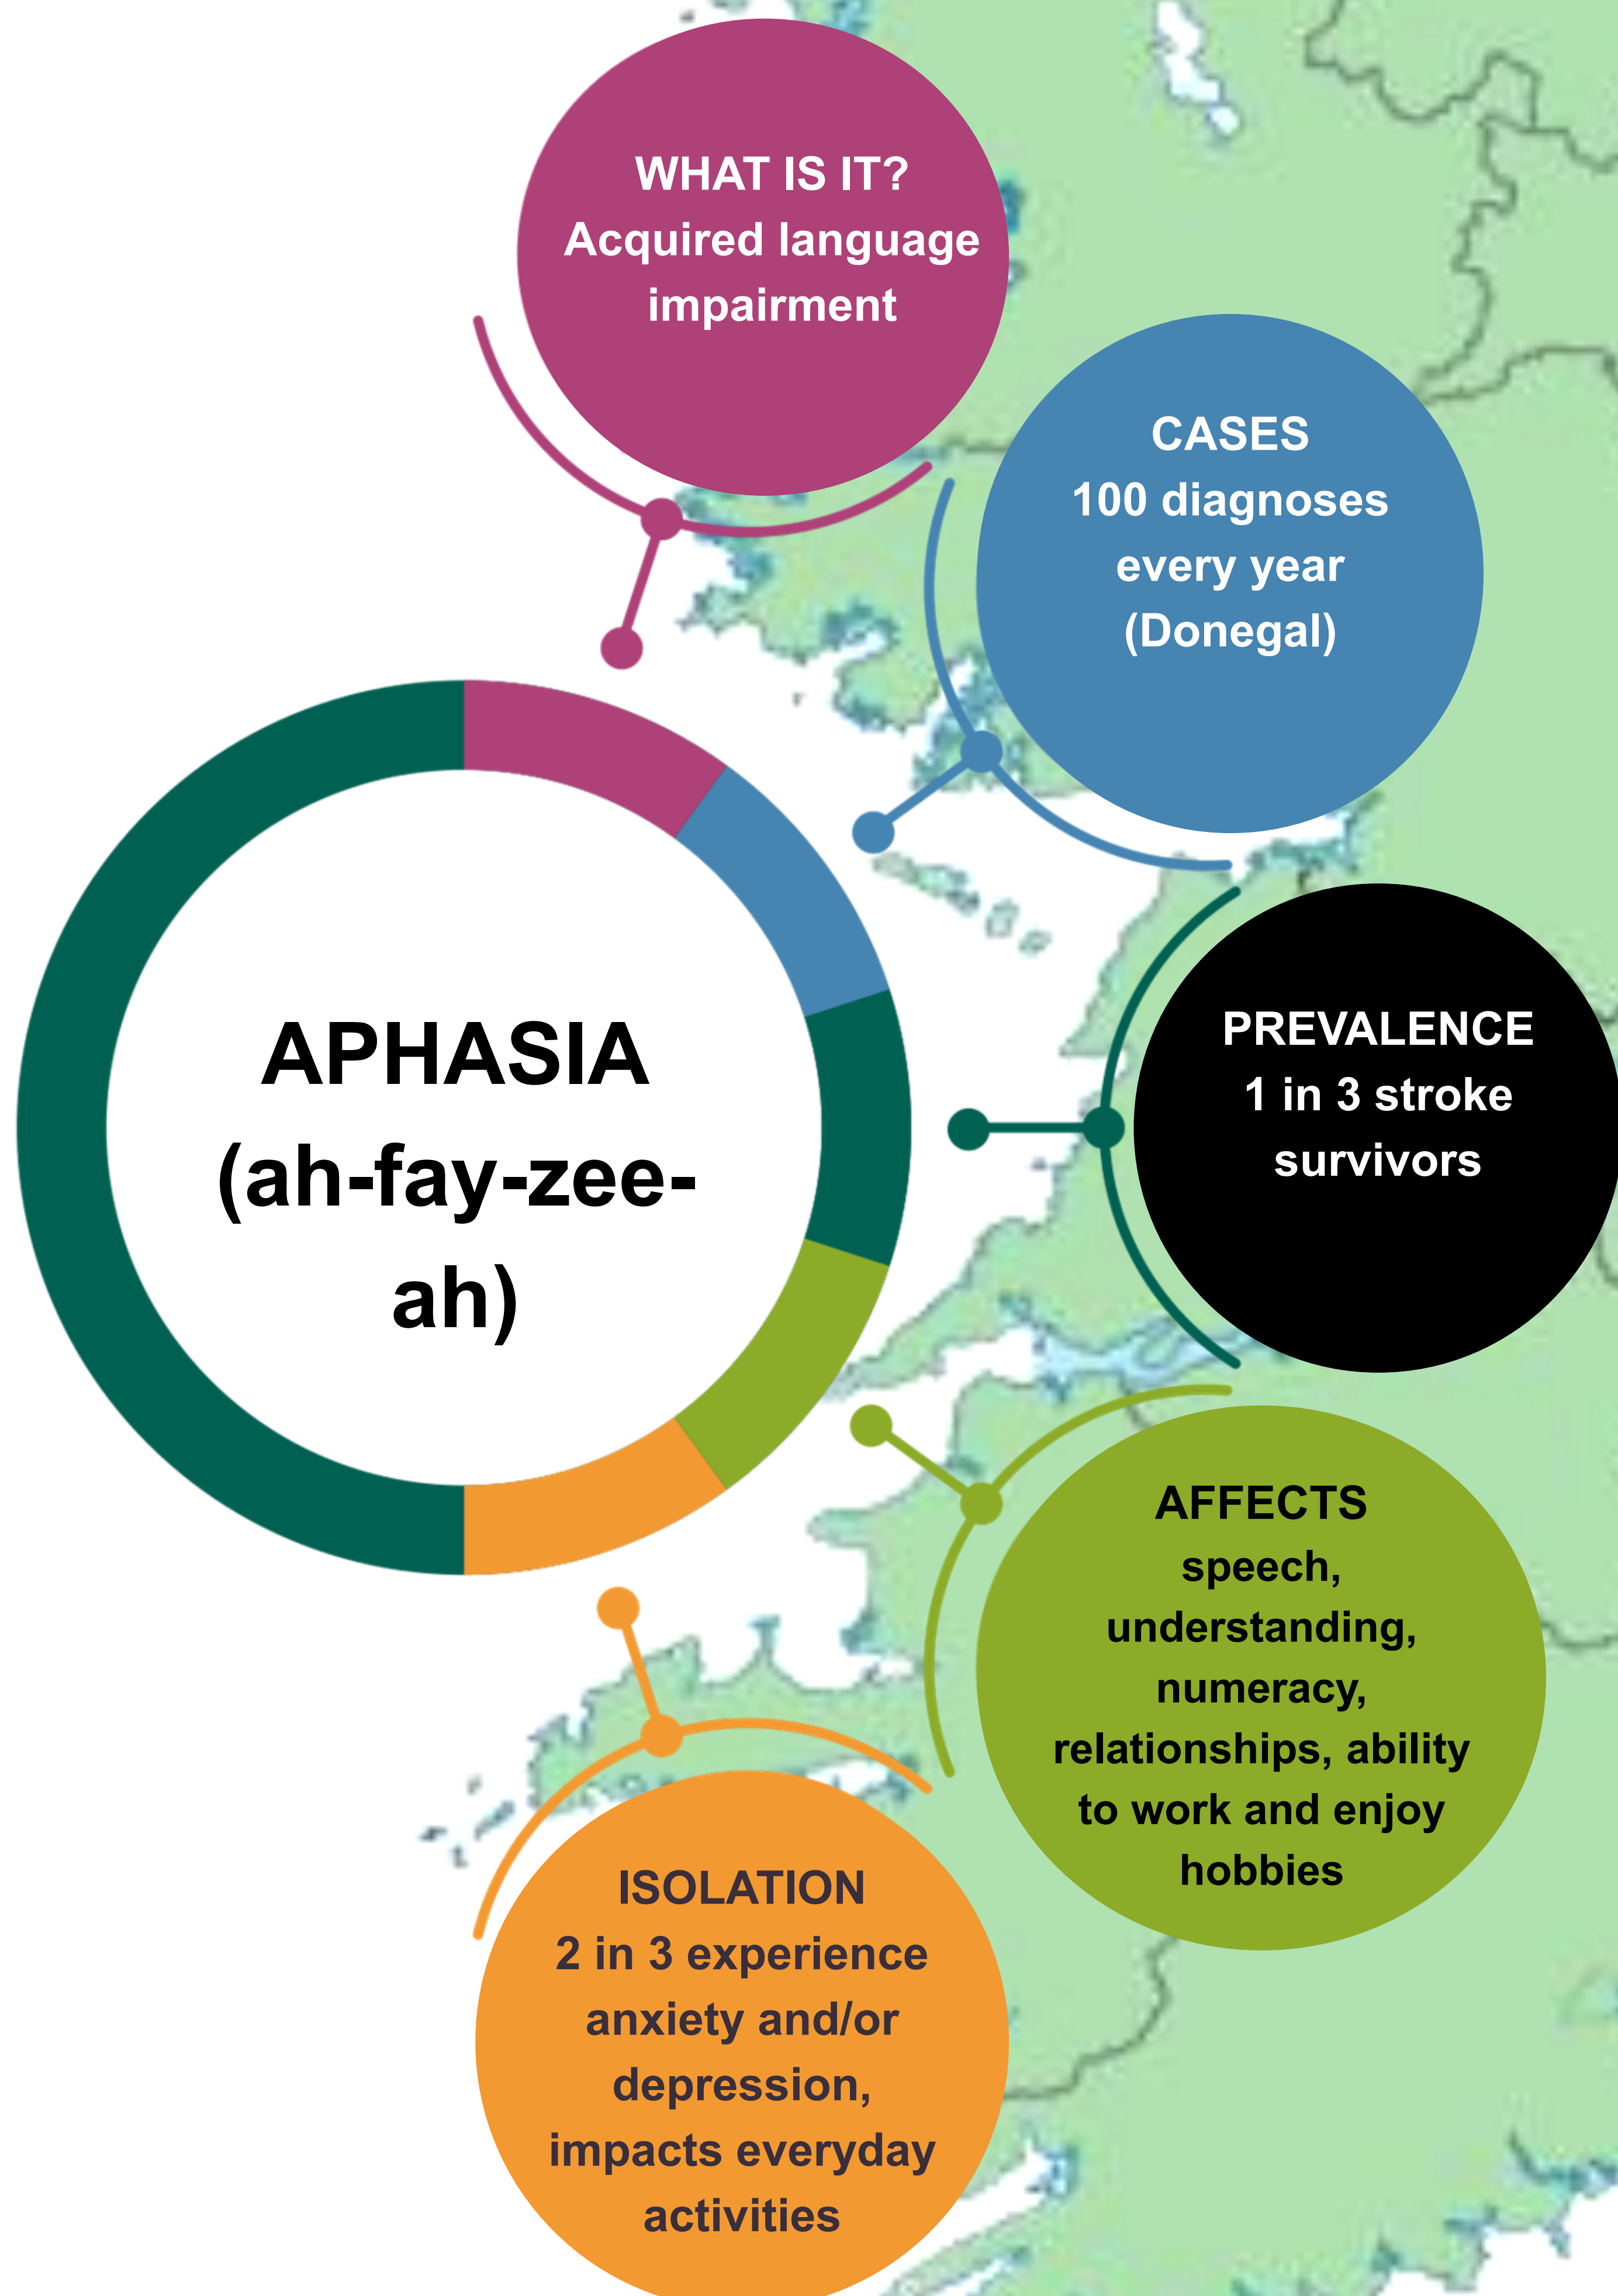 WHAT IS IT?
Acquired language
impairment
CASES
100 diagnoses
every year
(Donegal)
APHASIA
(ah-fay-zee-
ah)
PREVALENCE
1 in 3 stroke
survivors
AFFECTS
speech,
understanding,
numeracy,
relationships, ability
to work and enjoy
hobbies
ISOLATION
2 in 3 experience
anxiety and/or
depression,
impacts everyday
activities